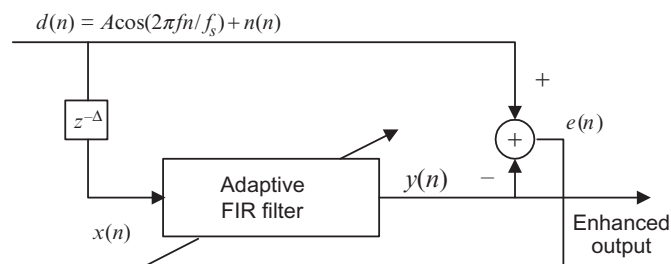 d(n) = Acos(2πfn/f_s)+n(n)
+
z^{-Δ}
+
e(n)
Adaptive
FIR filter
y(n)
−
x(n)
Enhanced
output